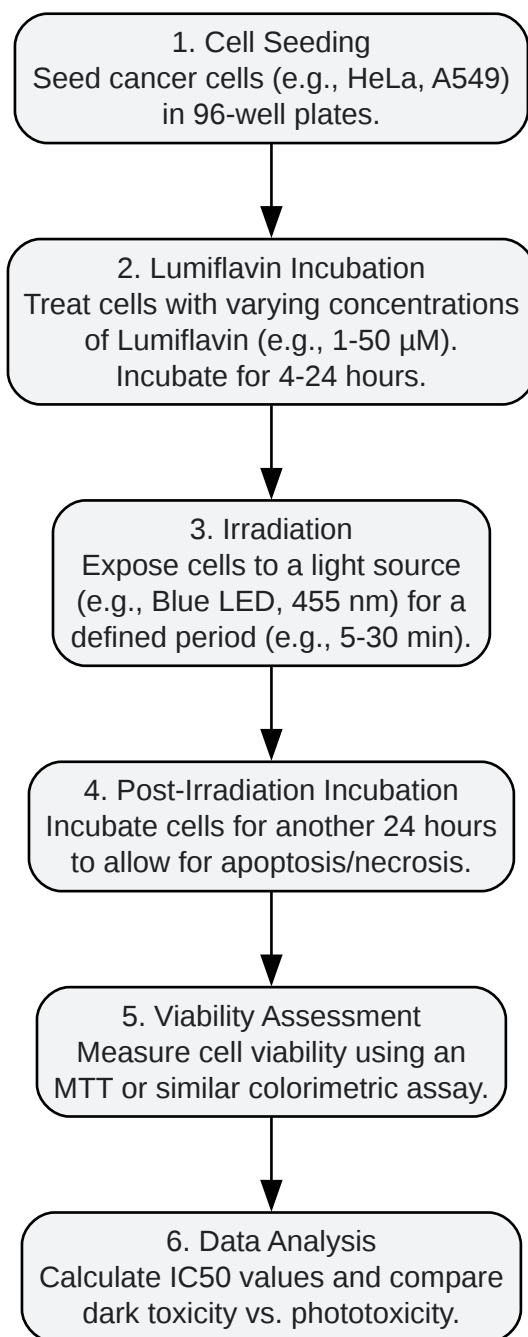 1. Cell Seeding
Seed cancer cells (e.g., HeLa, A549)
in 96-well plates.
2. Lumiflavin Incubation
Treat cells with varying concentrations
of Lumiflavin (e.g., 1-50 µM).
Incubate for 4-24 hours.
3. Irradiation
Expose cells to a light source
(e.g., Blue LED, 455 nm) for a
defined period (e.g., 5-30 min).
4. Post-Irradiation Incubation
Incubate cells for another 24 hours
to allow for apoptosis/necrosis.
5. Viability Assessment
Measure cell viability using an
MTT or similar colorimetric assay.
6. Data Analysis
Calculate IC50 values and compare
dark toxicity vs. phototoxicity.